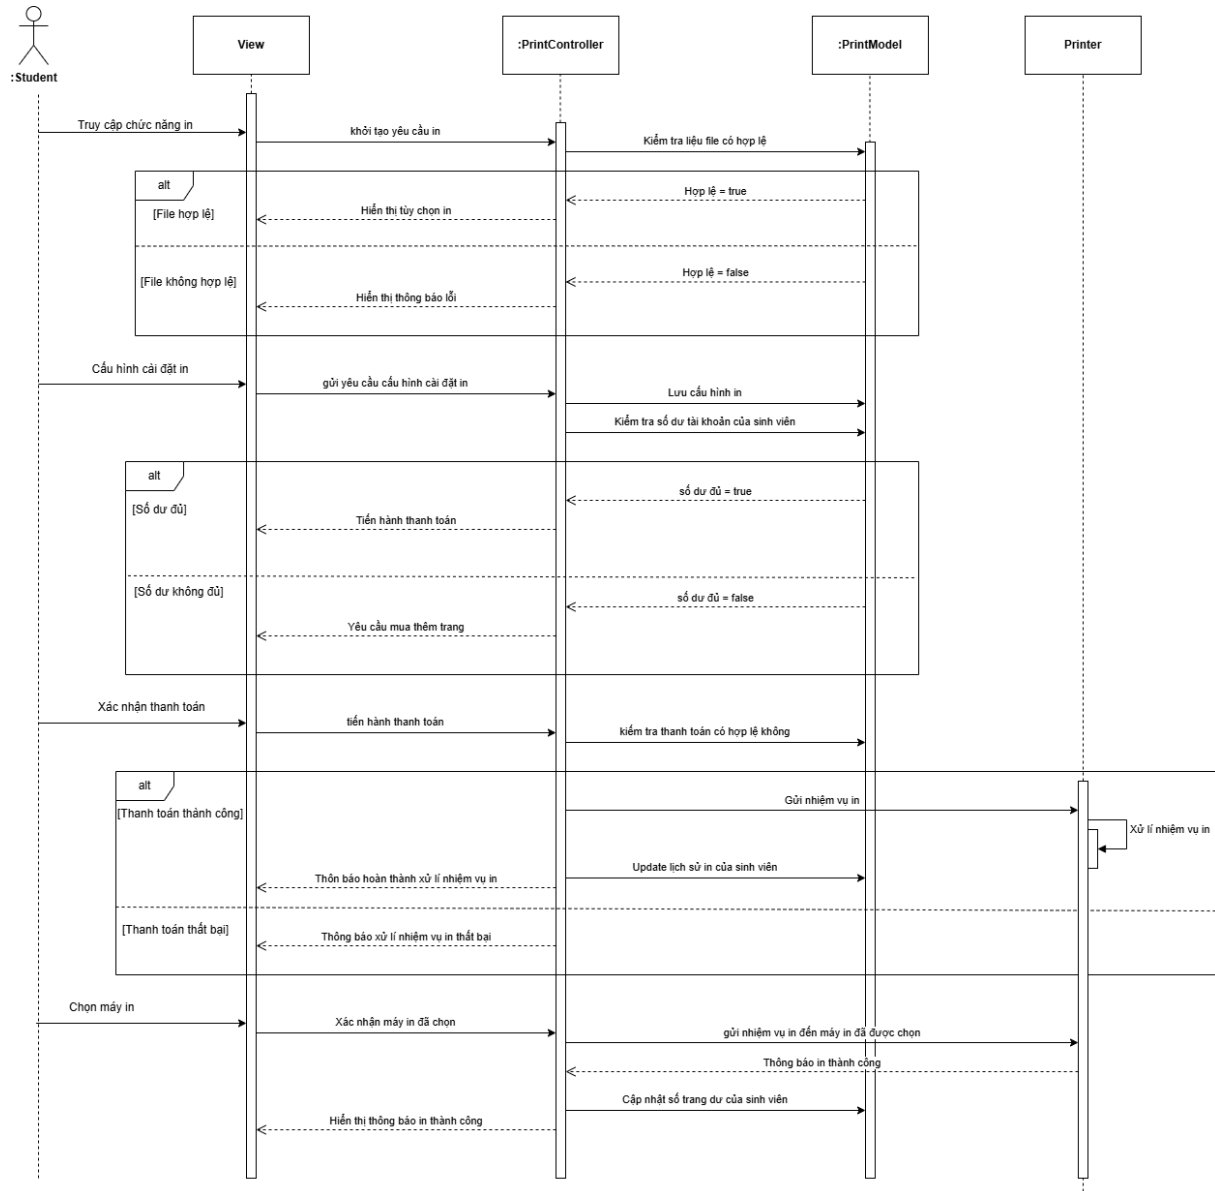 :Student
View
:PrintController
:PrintModel
Printer
Truy cập chức năng in
khởi tạo yêu cầu in
Kiểm tra liệu file có hợp lệ
alt
[File hợp lệ]
Hợp lệ = true
Hiển thị tùy chọn in
[File không hợp lệ]
Hợp lệ = false
Hiển thị thông báo lỗi
Cấu hình cài đặt in
gửi yêu cầu cấu hình cài đặt in
Lưu cấu hình in
Kiểm tra số dư tài khoản của sinh viên
alt
[Số dư đủ]
số dư đủ = true
Tiến hành thanh toán
[Số dư không đủ]
số dư đủ = false
Yêu cầu mua thêm trang
Xác nhận thanh toán
tiến hành thanh toán
kiểm tra thanh toán có hợp lệ không
alt
[Thanh toán thành công]
Gửi nhiệm vụ in
Xử lí nhiệm vụ in
Update lịch sử in của sinh viên
Thôn báo hoàn thành xử lí nhiệm vụ in
[Thanh toán thất bại]
Thông báo xử lí nhiệm vụ in thất bại
Chọn máy in
Xác nhận máy in đã chọn
gửi nhiệm vụ in đến máy in đã được chọn
Thông báo in thành công
Cập nhật số trang dư của sinh viên
Hiển thị thông báo in thành công